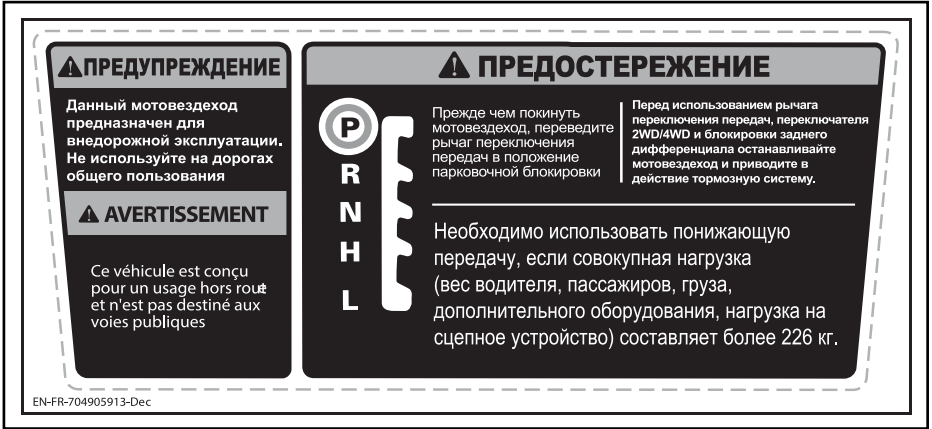 ПРЕДУПРЕЖДЕНИЕ
Данный мотовездеход
предназначен для
внедорожной эксплуатации.
Не используйте на дорогах
общего пользования
AVERTISSEMENT
Ce véhicule est conçu
pour un usage hors route
et n'est pas destiné aux
voies publiques
ПРЕДОСТЕРЕЖЕНИЕ
P
R
N
H
L
Прежде чем покинуть
мотовездеход, переведите
рычаг переключения
передач в положение
парковочной блокировки
Перед использованием рычага
переключения передач, переключателя
2WD/4WD и блокировки заднего
дифференциала останавливайте
мотовездеход и приводите в
действие тормозную систему.
Необходимо использовать понижающую
передачу, если совокупная нагрузка
(вес водителя, пассажиров, груза,
дополнительного оборудования, нагрузка на
сцепное устройство) составляет более 226 кг.
EN-FR-704905913-Dec